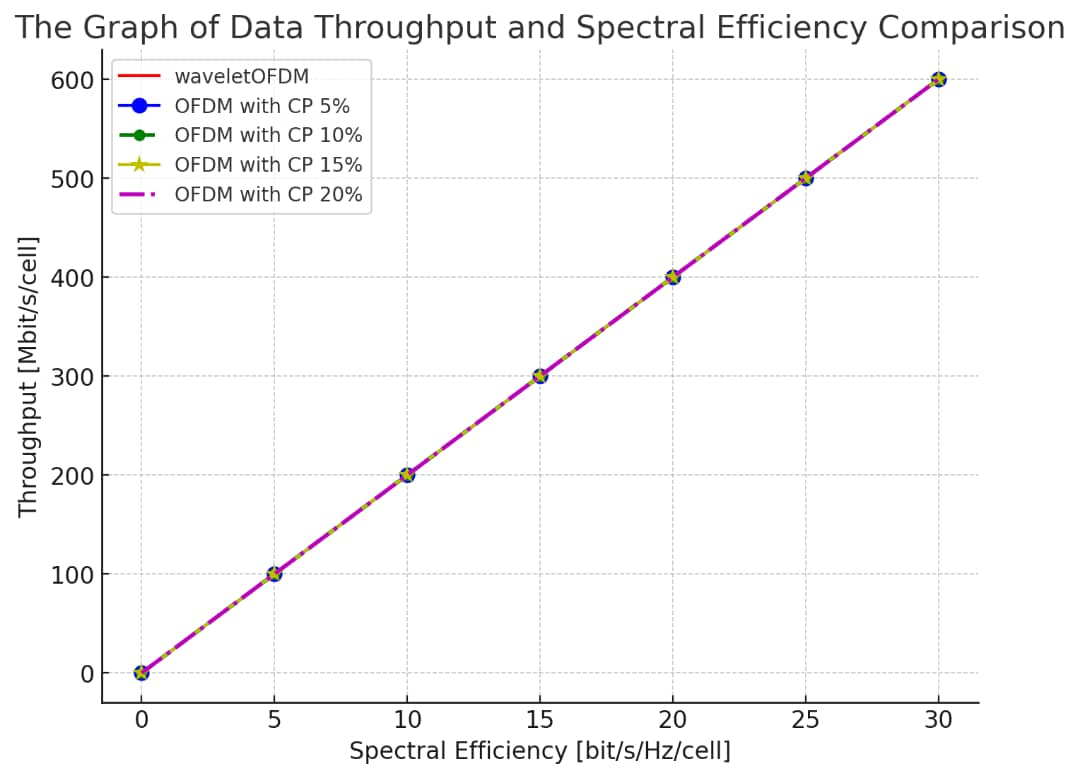 The Graph of Data Throughput and Spectral Efficiency Comparison
waveletOFDM
OFDM with CP 5%
OFDM with CP 10%
OFDM with CP 15%
OFDM with CP 20%
Throughput [Mbit/s/cell]
600
500
400
300
200
100
0
0 5 10 15 20 25 30
Spectral Efficiency [bit/s/Hz/cell]